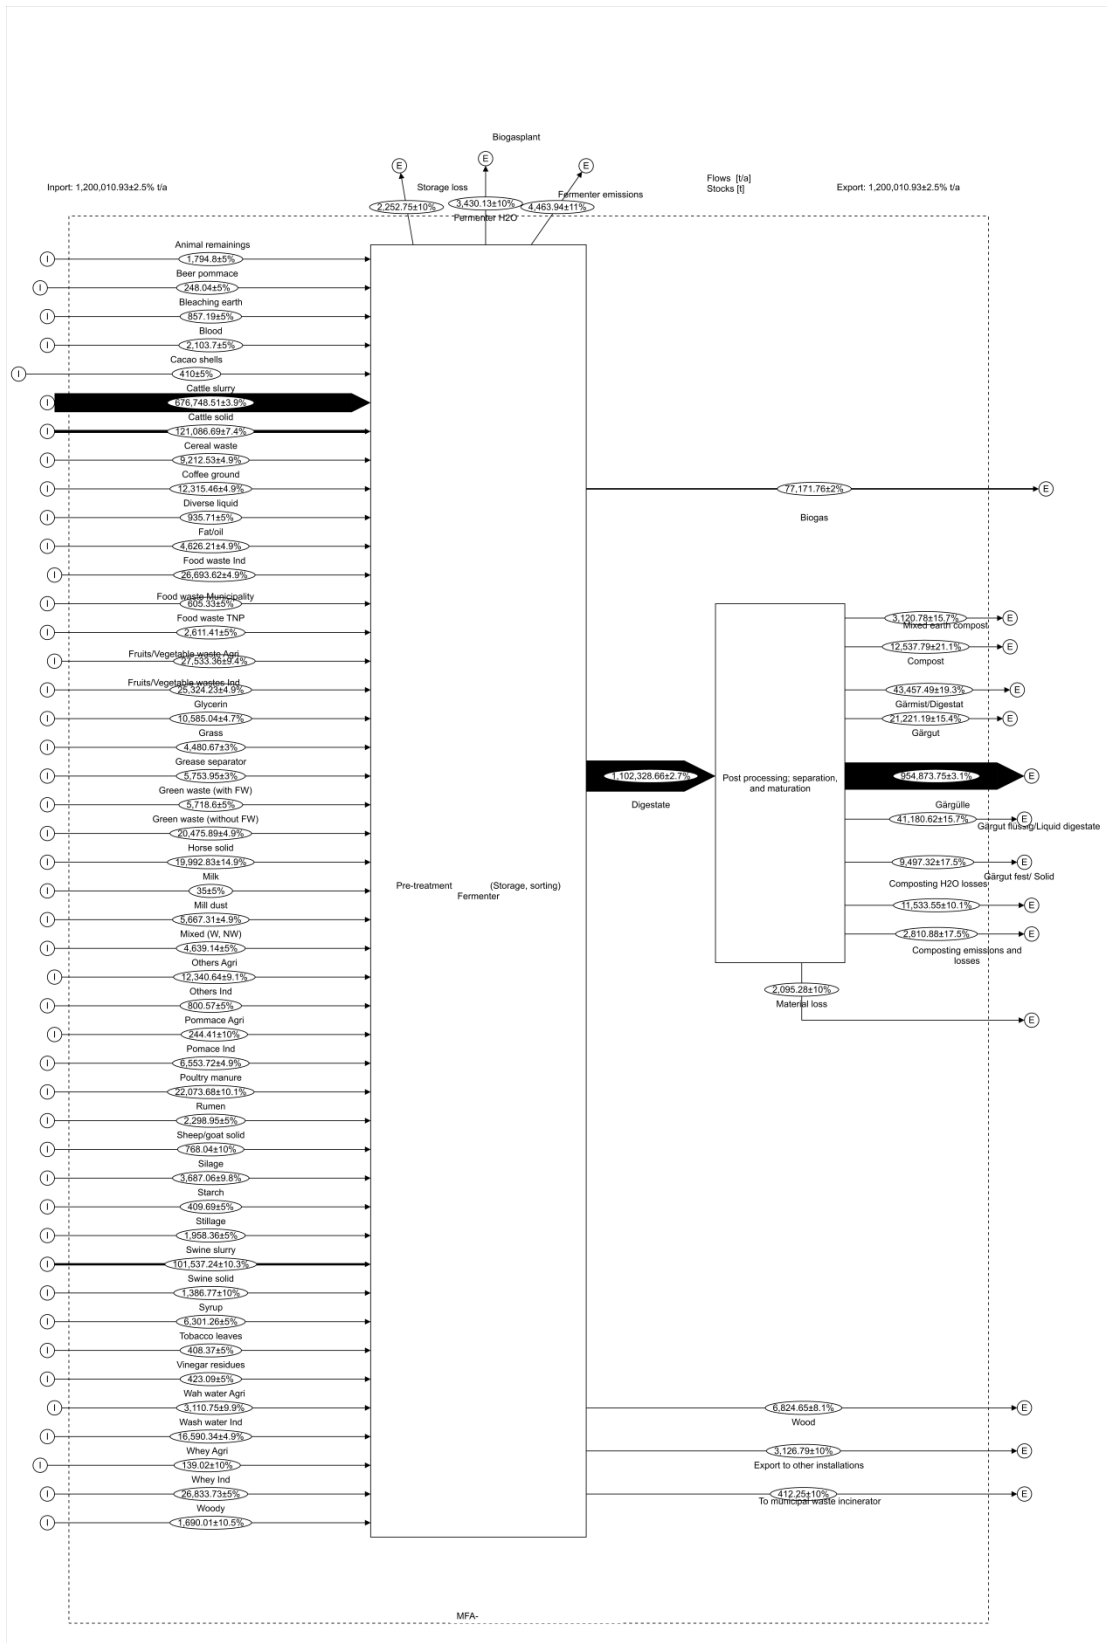 Biogasplant
E
E
E
Flows [t/a]
Stocks [t]
Inport: 1,200,010.93±2.5% t/a
Storage loss
Fermenter emissions
Export: 1,200,010.93±2.5% t/a
2,252.75±10%
3,430.13±10%
4,463.94±11%
Fermenter H2O
Animal remainings
I
1,794.8±5%
Beer pommace
I
248.04±5%
Bleaching earth
I
857.19±5%
Blood
I
2,103.7±5%
Cacao shells
I
410±5%
Cattle slurry
I
676,748.51±3.9%
Cattle solid
I
121,086.69±7.4%
Cereal waste
I
9,212.53±4.9%
Coffee ground
I
12,315.46±4.9%
Diverse liquid
I
935.71±5%
Fat/oil
I
4,626.21±4.9%
Food waste Ind
I
26,693.62±4.9%
Food waste Municipality
I
605.33±5%
Food waste TNP
I
2,611.41±5%
Fruits/Vegetable waste Agri
I
27,533.36±9.4%
Fruits/Vegetable wastes Ind
I
25,324.23±4.9%
Glycerin
I
10,585.04±4.7%
Grass
I
4,480.67±3%
Grease separator
I
5,753.95±3%
Green waste (with FW)
I
5,718.6±5%
Green waste (without FW)
I
20,475.89±4.9%
Horse solid
I
19,992.83±14.9%
Milk
I
35±5%
Mill dust
I
5,667.31±4.9%
Mixed (W, NW)
I
4,639.14±5%
Others Agri
I
12,340.64±9.1%
Others Ind
I
800.57±5%
Pommace Agri
I
244.41±10%
Pomace Ind
I
6,553.72±4.9%
Poultry manure
I
22,073.68±10.1%
Rumen
I
2,298.95±5%
Sheep/goat solid
I
768.04±10%
Silage
I
3,687.06±9.8%
Starch
I
409.69±5%
Stillage
I
1,958.36±5%
Swine slurry
I
101,537.24±10.3%
Swine solid
I
1,386.77±10%
Syrup
I
6,301.26±5%
Tobacco leaves
I
408.37±5%
Vinegar residues
I
423.09±5%
Wah water Agri
I
3,110.75±9.9%
Wash water Ind
I
16,590.34±4.9%
Whey Agri
I
139.02±10%
Whey Ind
I
26,833.73±5%
Woody
I
1,690.01±10.5%
Pre-treatment (Storage, sorting)
Fermenter
77,171.76±2%
E
Biogas
1,102,328.66±2.7%
Digestate
Post processing; separation,
and maturation
3,120.78±15.7%
E
Mixed earth compost
12,537.79±21.1%
E
Compost
43,457.49±19.3%
E
Gärmist/Digestat
21,221.19±15.4%
E
Gärgut
954,873.75±3.1%
E
Gärgülle
41,180.62±15.7%
E
Gärgut flüssig/Liquid digestate
9,497.32±17.5%
E
Gärgut fest/ Solid
Composting H2O losses
11,533.55±10.1%
E
2,810.88±17.5%
E
Composting emissions and
losses
2,095.28±10%
Material loss
E
6,824.65±8.1%
E
Wood
3,126.79±10%
E
Export to other installations
412.25±10%
E
To municipal waste incinerator
MFA-